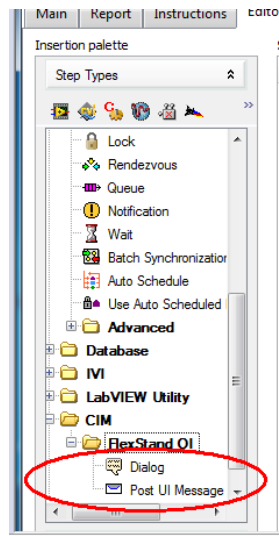 Main Report Instructions Edito
Insertion palette
Step Types
Lock
Rendezvous
Queue
Notification
Wait
Batch Synchronization
Auto Schedule
Use Auto Scheduled
Advanced
Database
IVI
LabVIEW Utility
CIM
FlexStand OI
Dialog
Post UI Message